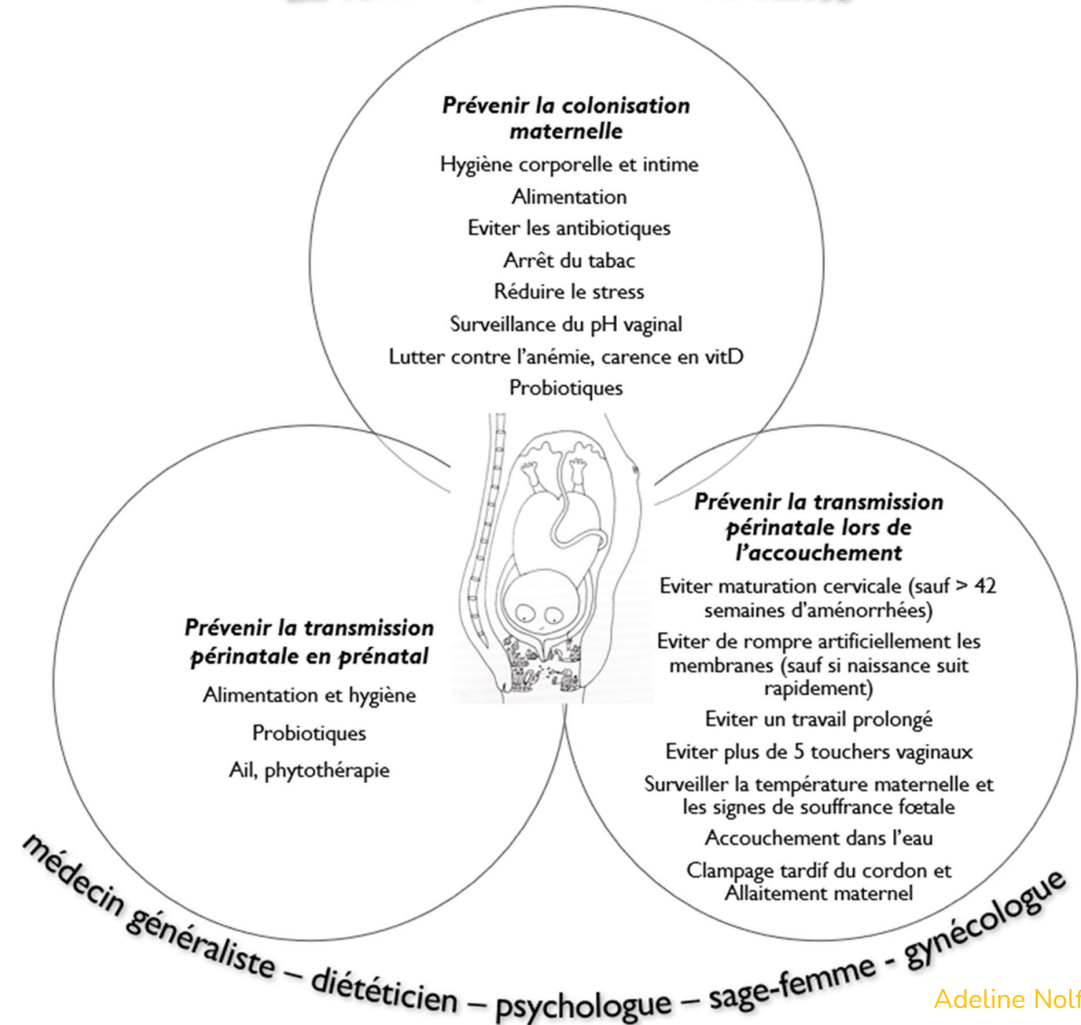 Prévenir la colonisation
maternelle
Hygiène corporelle et intime
Alimentation
Eviter les antibiotiques
Arrêt du tabac
Réduire le stress
Surveillance du pH vaginal
Lutter contre l'anémie, carence en vitD
Probiotiques
Prévenir la transmission
périnatale en prénatal
Alimentation et hygiène
Probiotiques
Ail, phytothérapie
Prévenir la transmission
périnatale lors de
l'accouchement
Eviter maturation cervicale (sauf > 42
semaines d'aménorrhées)
Eviter de rompre artificiellement les
membranes (sauf si naissance suit
rapidement)
Eviter un travail prolongé
Eviter plus de 5 touchers vaginaux
Surveiller la température maternelle et
les signes de souffrance fœtale
Accouchement dans l'eau
Clampage tardif du cordon et
Allaitement maternel
médecin généraliste – diététicien – psychologue – sage-femme - gynécologue
Adeline Nolf